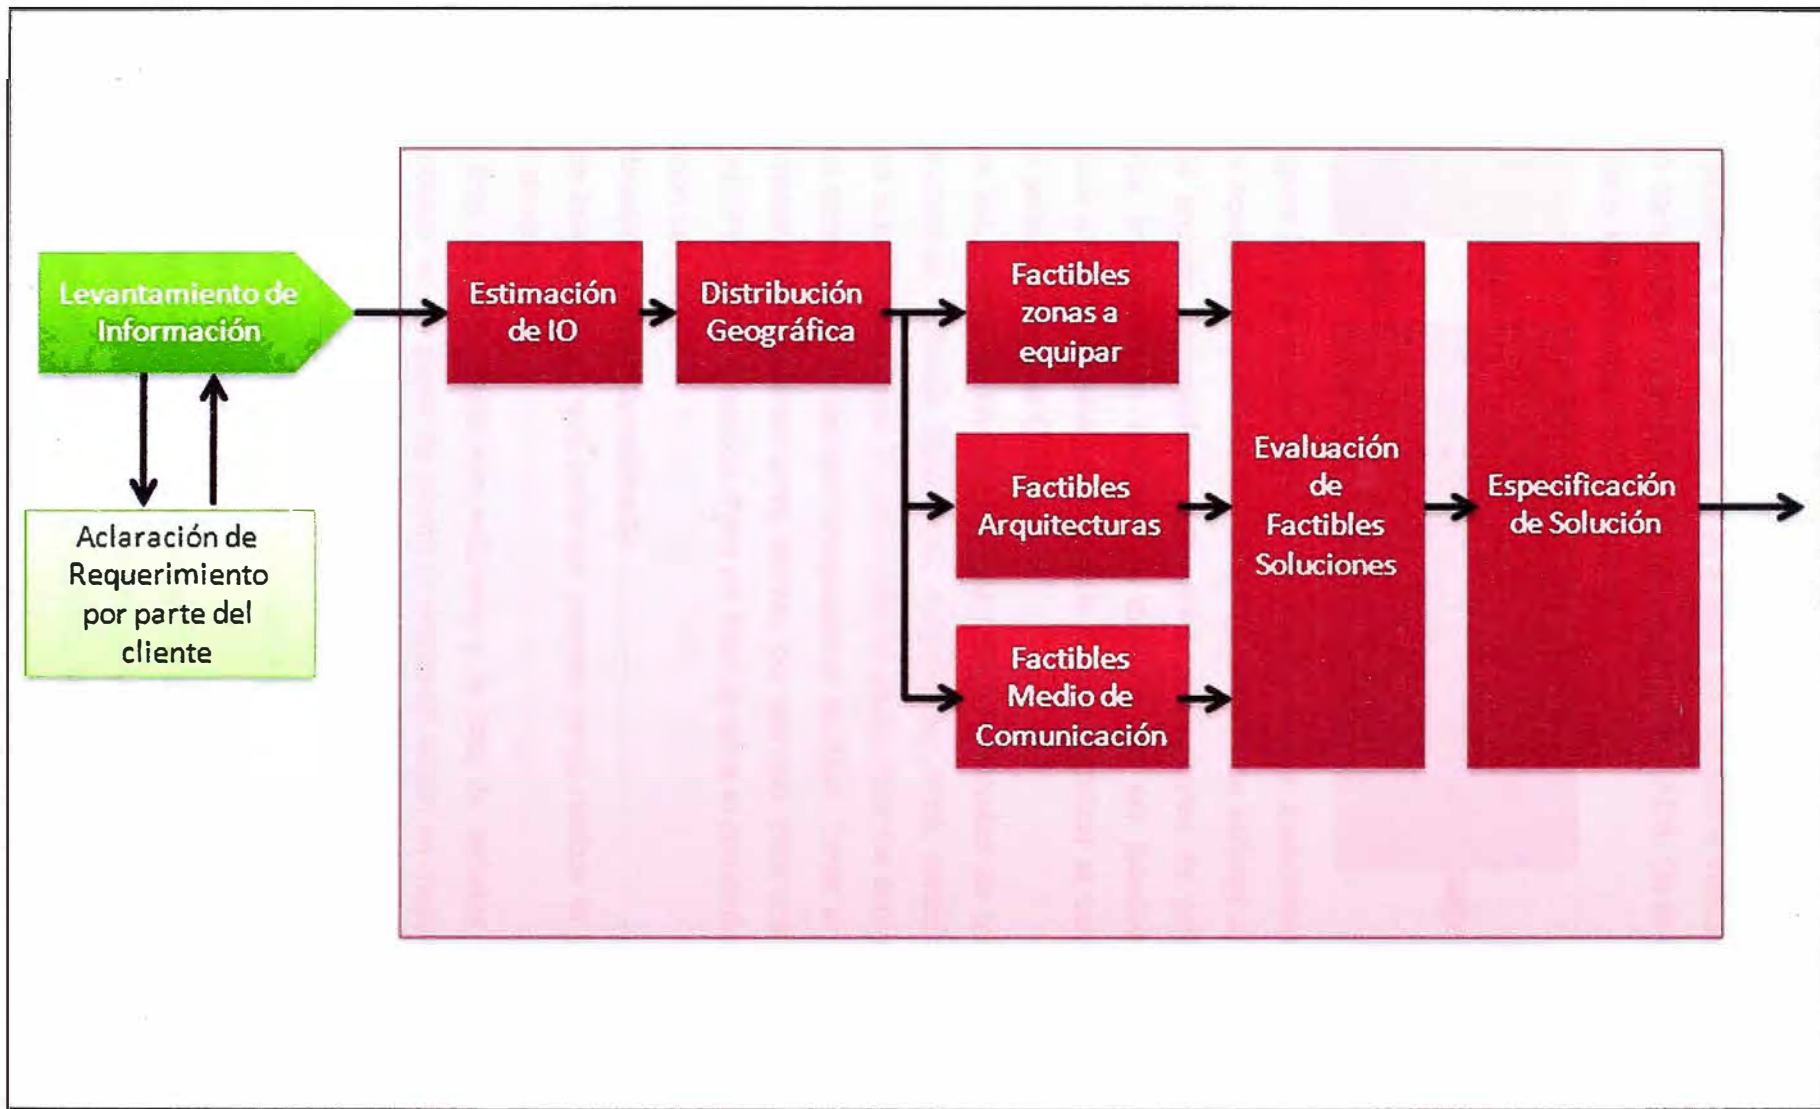 Levantamiento de
Información
Aclaración de
Requerimiento
por parte del
cliente
Estimación
de IO
Distribución
Geográfica
Factibles
zonas a
equipar
Factibles
Arquitecturas
Factibles
Medio de
Comunicación
Evaluación
de
Factibles
Soluciones
Especificación
de Solución